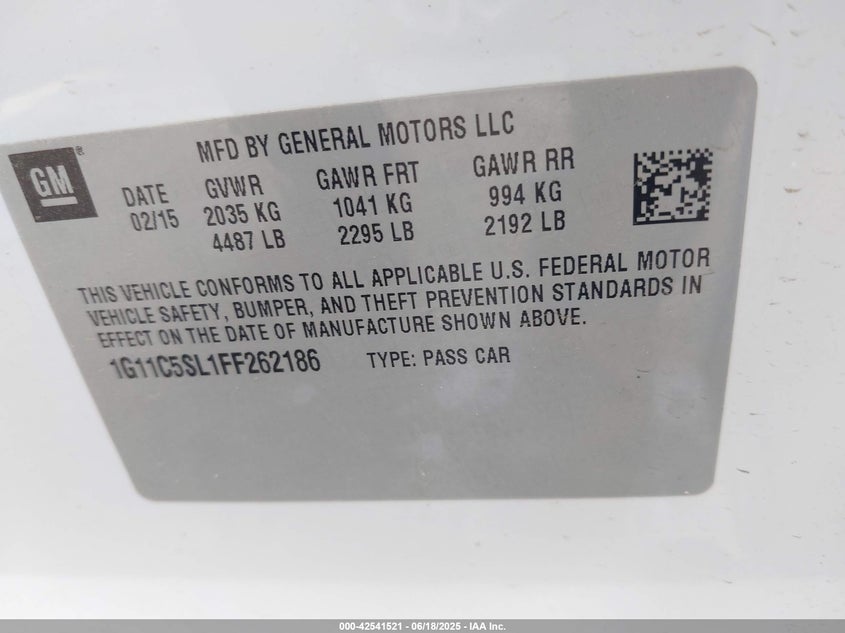 MFD BY GENERAL MOTORS LLC
GM®
DATE GVWR GAWR FRT GAWR RR
02/15 2035 KG 1041 KG 994 KG
4487 LB 2295 LB 2192 LB
THIS VEHICLE CONFORMS TO ALL APPLICABLE U.S. FEDERAL MOTOR
VEHICLE SAFETY, BUMPER, AND THEFT PREVENTION STANDARDS IN
EFFECT ON THE DATE OF MANUFACTURE SHOWN ABOVE.
1G11C5SL1FF262186 TYPE: PASS CAR
000-42541521 - 06/18/2025 - IAA Inc.